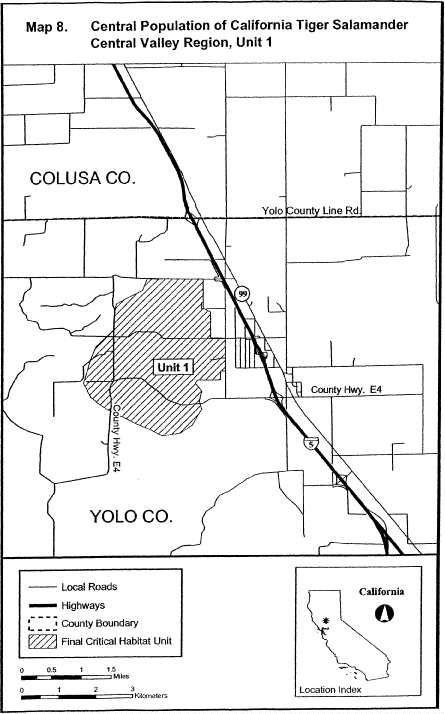 Map 8. Central Population of California Tiger Salamander
Central Valley Region, Unit 1
COLUSA CO.
Yolo County Line Rd.
99
Unit 1
County Hwy. E4
County Hwy. E4
5
YOLO CO.
Local Roads
Highways
County Boundary
Final Critical Habitat Unit
0 0.5 1 1.5
Miles
0 1 2 3
Kilometers
California
Location Index